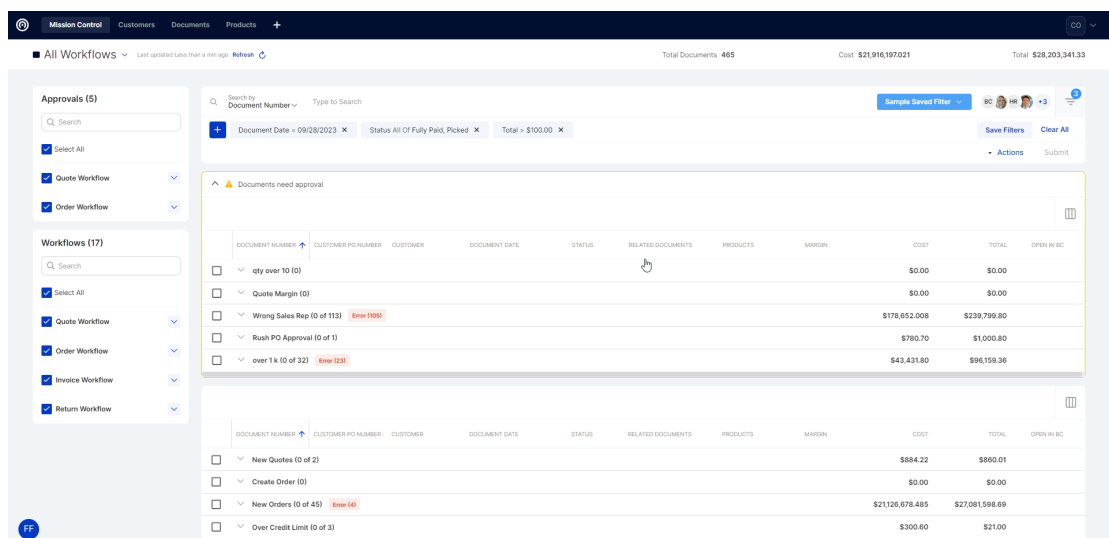 Mission Control Customers Documents Products + CO
All Workflows Last updated Less than a min ago Refresh Total Documents 465 Cost $21,916,197.021 Total $28,203,341.33
Approvals (5)
Search
Select All
Quote Workflow
Order Workflow
Workflows (17)
Search
Select All
Quote Workflow
Order Workflow
Invoice Workflow
Return Workflow
FF
Search by
Document Number Type to Search Sample Saved Filter BC HR +3 3
+ Document Date = 09/28/2023 × Status All Of Fully Paid, Picked × Total > $100.00 × Save Filters Clear All
Actions Submit
Documents need approval
DOCUMENT NUMBER CUSTOMER PO NUMBER CUSTOMER DOCUMENT DATE STATUS RELATED DOCUMENTS PRODUCTS MARGIN COST TOTAL OPEN IN BC
qty over 10 (0) $0.00 $0.00
Quote Margin (0) $0.00 $0.00
Wrong Sales Rep (0 of 113) Error (105) $178,652.008 $239,799.80
Rush PO Approval (0 of 1) $780.70 $1,000.80
over 1 k (0 of 32) Error (23) $43,431.80 $96,159.36
DOCUMENT NUMBER CUSTOMER PO NUMBER CUSTOMER DOCUMENT DATE STATUS RELATED DOCUMENTS PRODUCTS MARGIN COST TOTAL OPEN IN BC
New Quotes (0 of 2) $884.22 $860.01
Create Order (0) $0.00 $0.00
New Orders (0 of 45) Error (4) $21,126,678.485 $27,081,598.69
Over Credit Limit (0 of 3) $300.60 $21.00